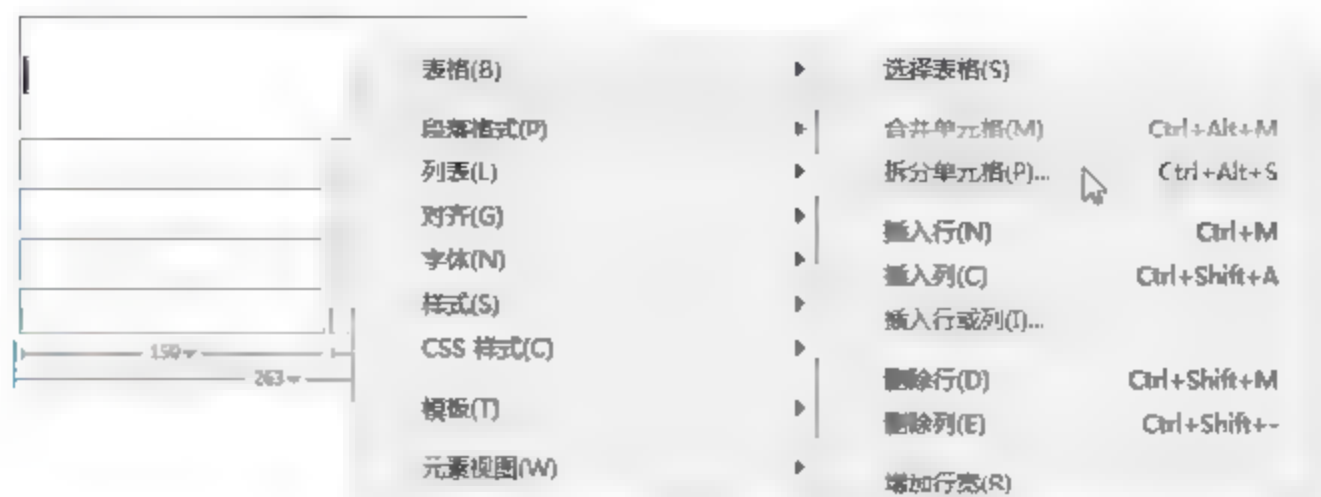 表格(B)
段落格式(P)
列表(L)
对齐(G)
字体(N)
样式(S)
CSS 样式(C)
模板(T)
元素视图(W)
选择表格(S)
合并单元格(M) Ctrl+Alt+M
拆分单元格(P)... Ctrl+Alt+S
插入行(N) Ctrl+M
插入列(C) Ctrl+Shift+A
插入行或列(I)...
删除行(D) Ctrl+Shift+M
删除列(E) Ctrl+Shift+-
增加行宽(R)
150
263